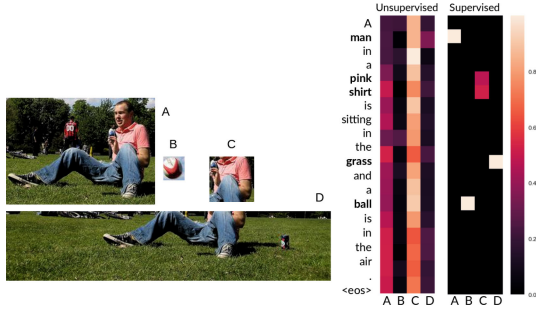 Unsupervised Supervised
A
man
in
a
pink
shirt
is
sitting
in
the
grass
and
a
ball
is
in
the
air
.
<eos>
A B C D A B C D
0.8
0.6
0.4
0.2
0.0
A
B C
D